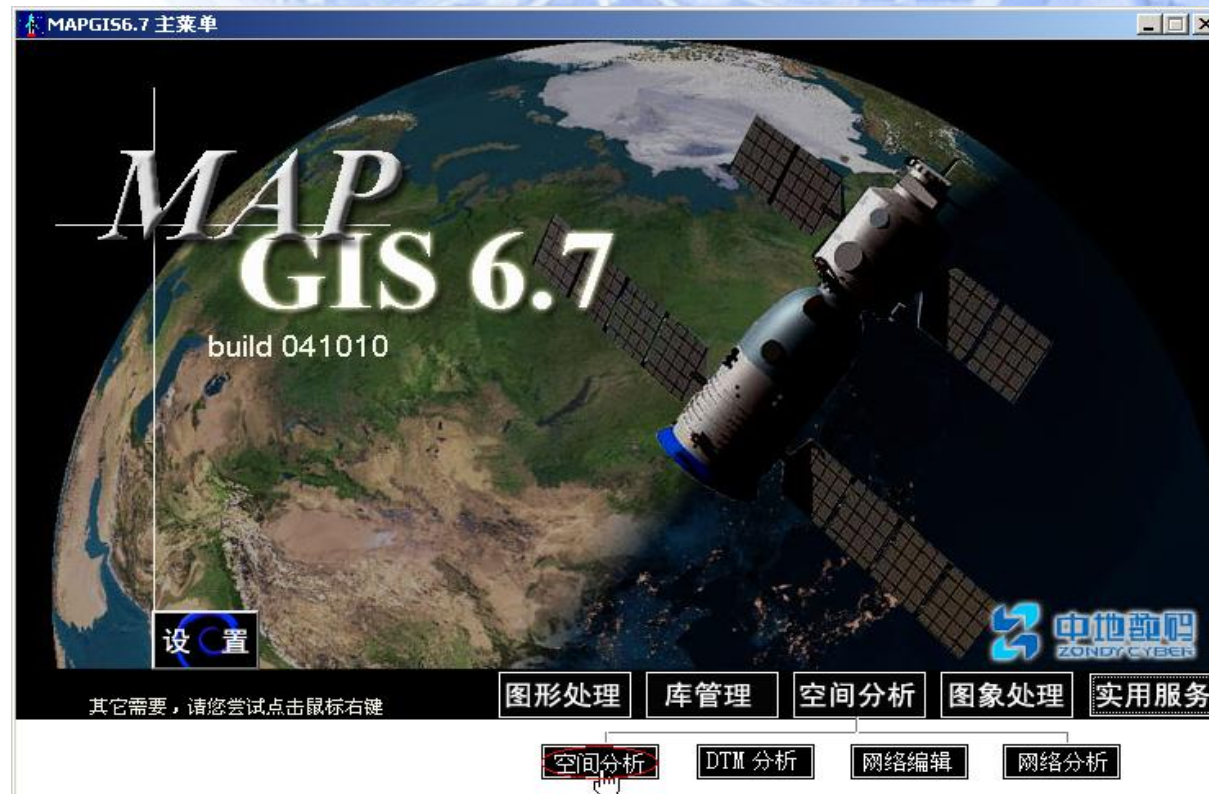 MAPGIS6.7 主菜单
MAP
GIS 6.7
build 041010
设置
中地数码
ZONDY CYBER
其它需要，请您尝试点击鼠标右键
图形处理 库管理 空间分析 图象处理 实用服务
空间分析 DTM 分析 网络编辑 网络分析